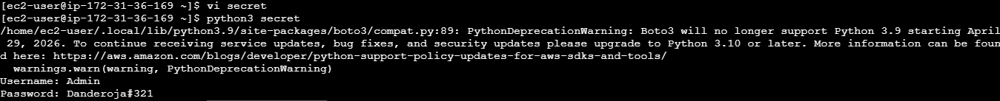 [ec2-user@ip-172-31-36-169 ~]$ vi secret
[ec2-user@ip-172-31-36-169 ~]$ python3 secret
/home/ec2-user/.local/lib/python3.9/site-packages/boto3/compat.py:89: PythonDeprecationWarning: Boto3 will no longer support Python 3.9 starting April
 29, 2026. To continue receiving service updates, bug fixes, and security updates please upgrade to Python 3.10 or later. More information can be foun
d here: https://aws.amazon.com/blogs/developer/python-support-policy-updates-for-aws-sdks-and-tools/
  warnings.warn(warning, PythonDeprecationWarning)
Username: Admin
Password: Danderoja#321